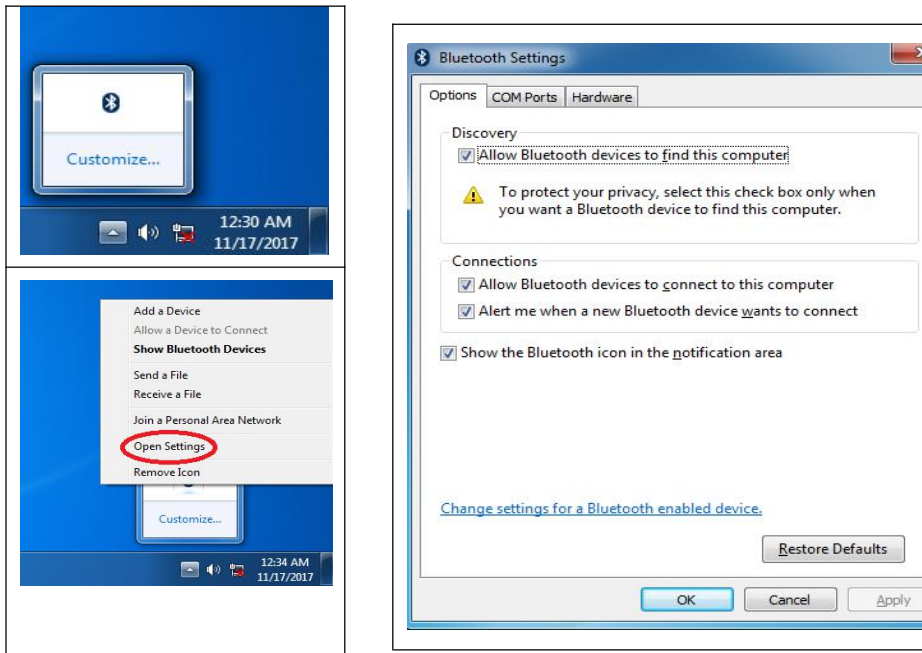 Customize...
12:30 AM
11/17/2017
Add a Device
Allow a Device to Connect
Show Bluetooth Devices
Send a File
Receive a File
Join a Personal Area Network
Open Settings
Remove Icon
Customize...
12:34 AM
11/17/2017
Bluetooth Settings
Options COM Ports Hardware
Discovery
Allow Bluetooth devices to find this computer
To protect your privacy, select this check box only when
you want a Bluetooth device to find this computer.
Connections
Allow Bluetooth devices to connect to this computer
Alert me when a new Bluetooth device wants to connect
Show the Bluetooth icon in the notification area
Change settings for a Bluetooth enabled device.
Restore Defaults
OK Cancel Apply